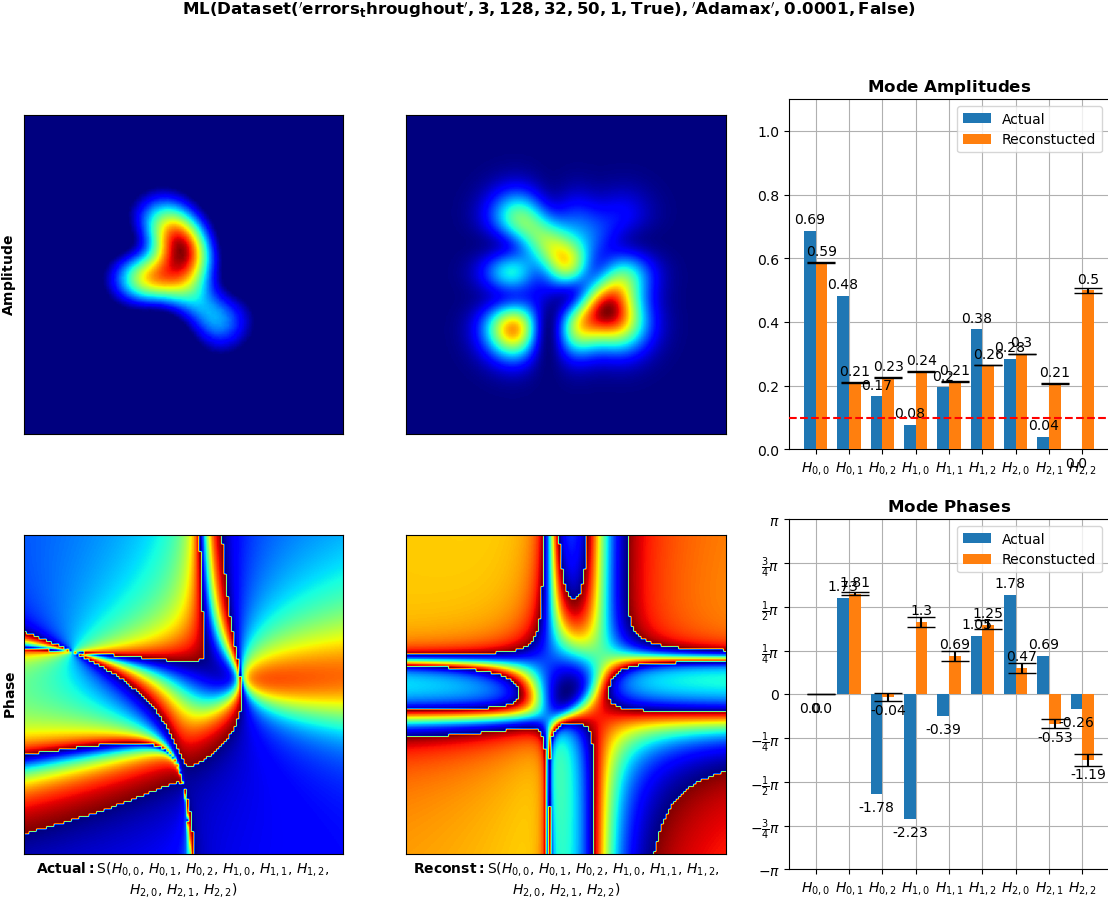 ML(Dataset('errors_throughout', 3, 128, 32, 50, 1, True), 'Adamax', 0.0001, False)
Amplitude
Mode Amplitudes
Actual
Reconstucted
1.0
0.8
0.6
0.4
0.2
0.0
0.69
0.59
0.48
0.21
0.17
0.23
0.08
0.24
0.2
0.21
0.38
0.26
0.28
0.3
0.04
0.21
0.0
0.5
H0,0 H0,1 H0,2 H1,0 H1,1 H1,2 H2,0 H2,1 H2,2
Phase
Mode Phases
Actual
Reconstucted
π
3/4π
1/2π
1/4π
0
−1/4π
−1/2π
−3/4π
−π
0.0
0.0
1.73
1.81
-1.78
-0.04
-2.23
1.3
-0.39
0.69
1.05
1.25
1.78
0.47
0.69
-0.53
-0.26
-1.19
H0,0 H0,1 H0,2 H1,0 H1,1 H1,2 H2,0 H2,1 H2,2
Actual: S(H0,0, H0,1, H0,2, H1,0, H1,1, H1,2,
H2,0, H2,1, H2,2)
Reconst: S(H0,0, H0,1, H0,2, H1,0, H1,1, H1,2,
H2,0, H2,1, H2,2)